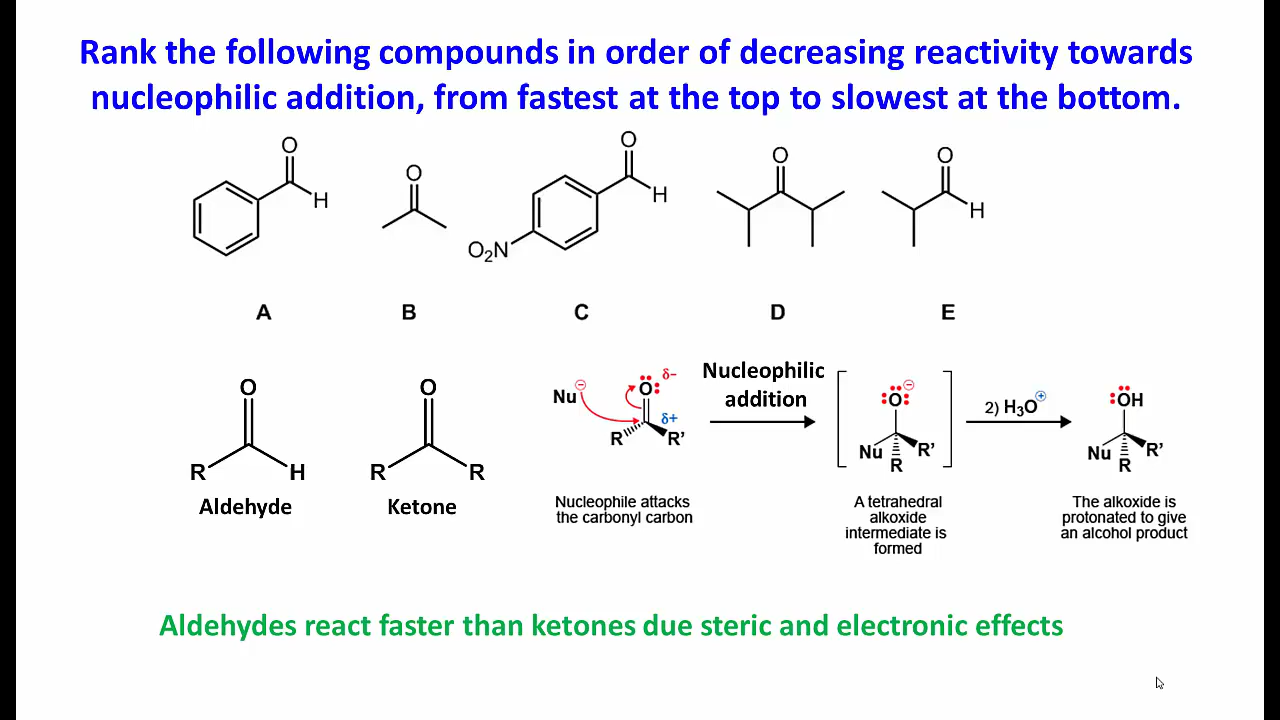 Rank the following compounds in order of decreasing reactivity towards
nucleophilic addition, from fastest at the top to slowest at the bottom.
O
H
O
O
H
O₂N
O
O
H
A
B
C
D
E
O
R
H
Aldehyde
O
R
R
Ketone
Nu⊖
O
δ–
δ+
R
R’
Nucleophile attacks
the carbonyl carbon
Nucleophilic
addition
O⊖
Nu
R’
R
A tetrahedral
alkoxide
intermediate is
formed
2) H₃O⊕
OH
Nu
R’
R
The alkoxide is
protonated to give
an alcohol product
Aldehydes react faster than ketones due steric and electronic effects